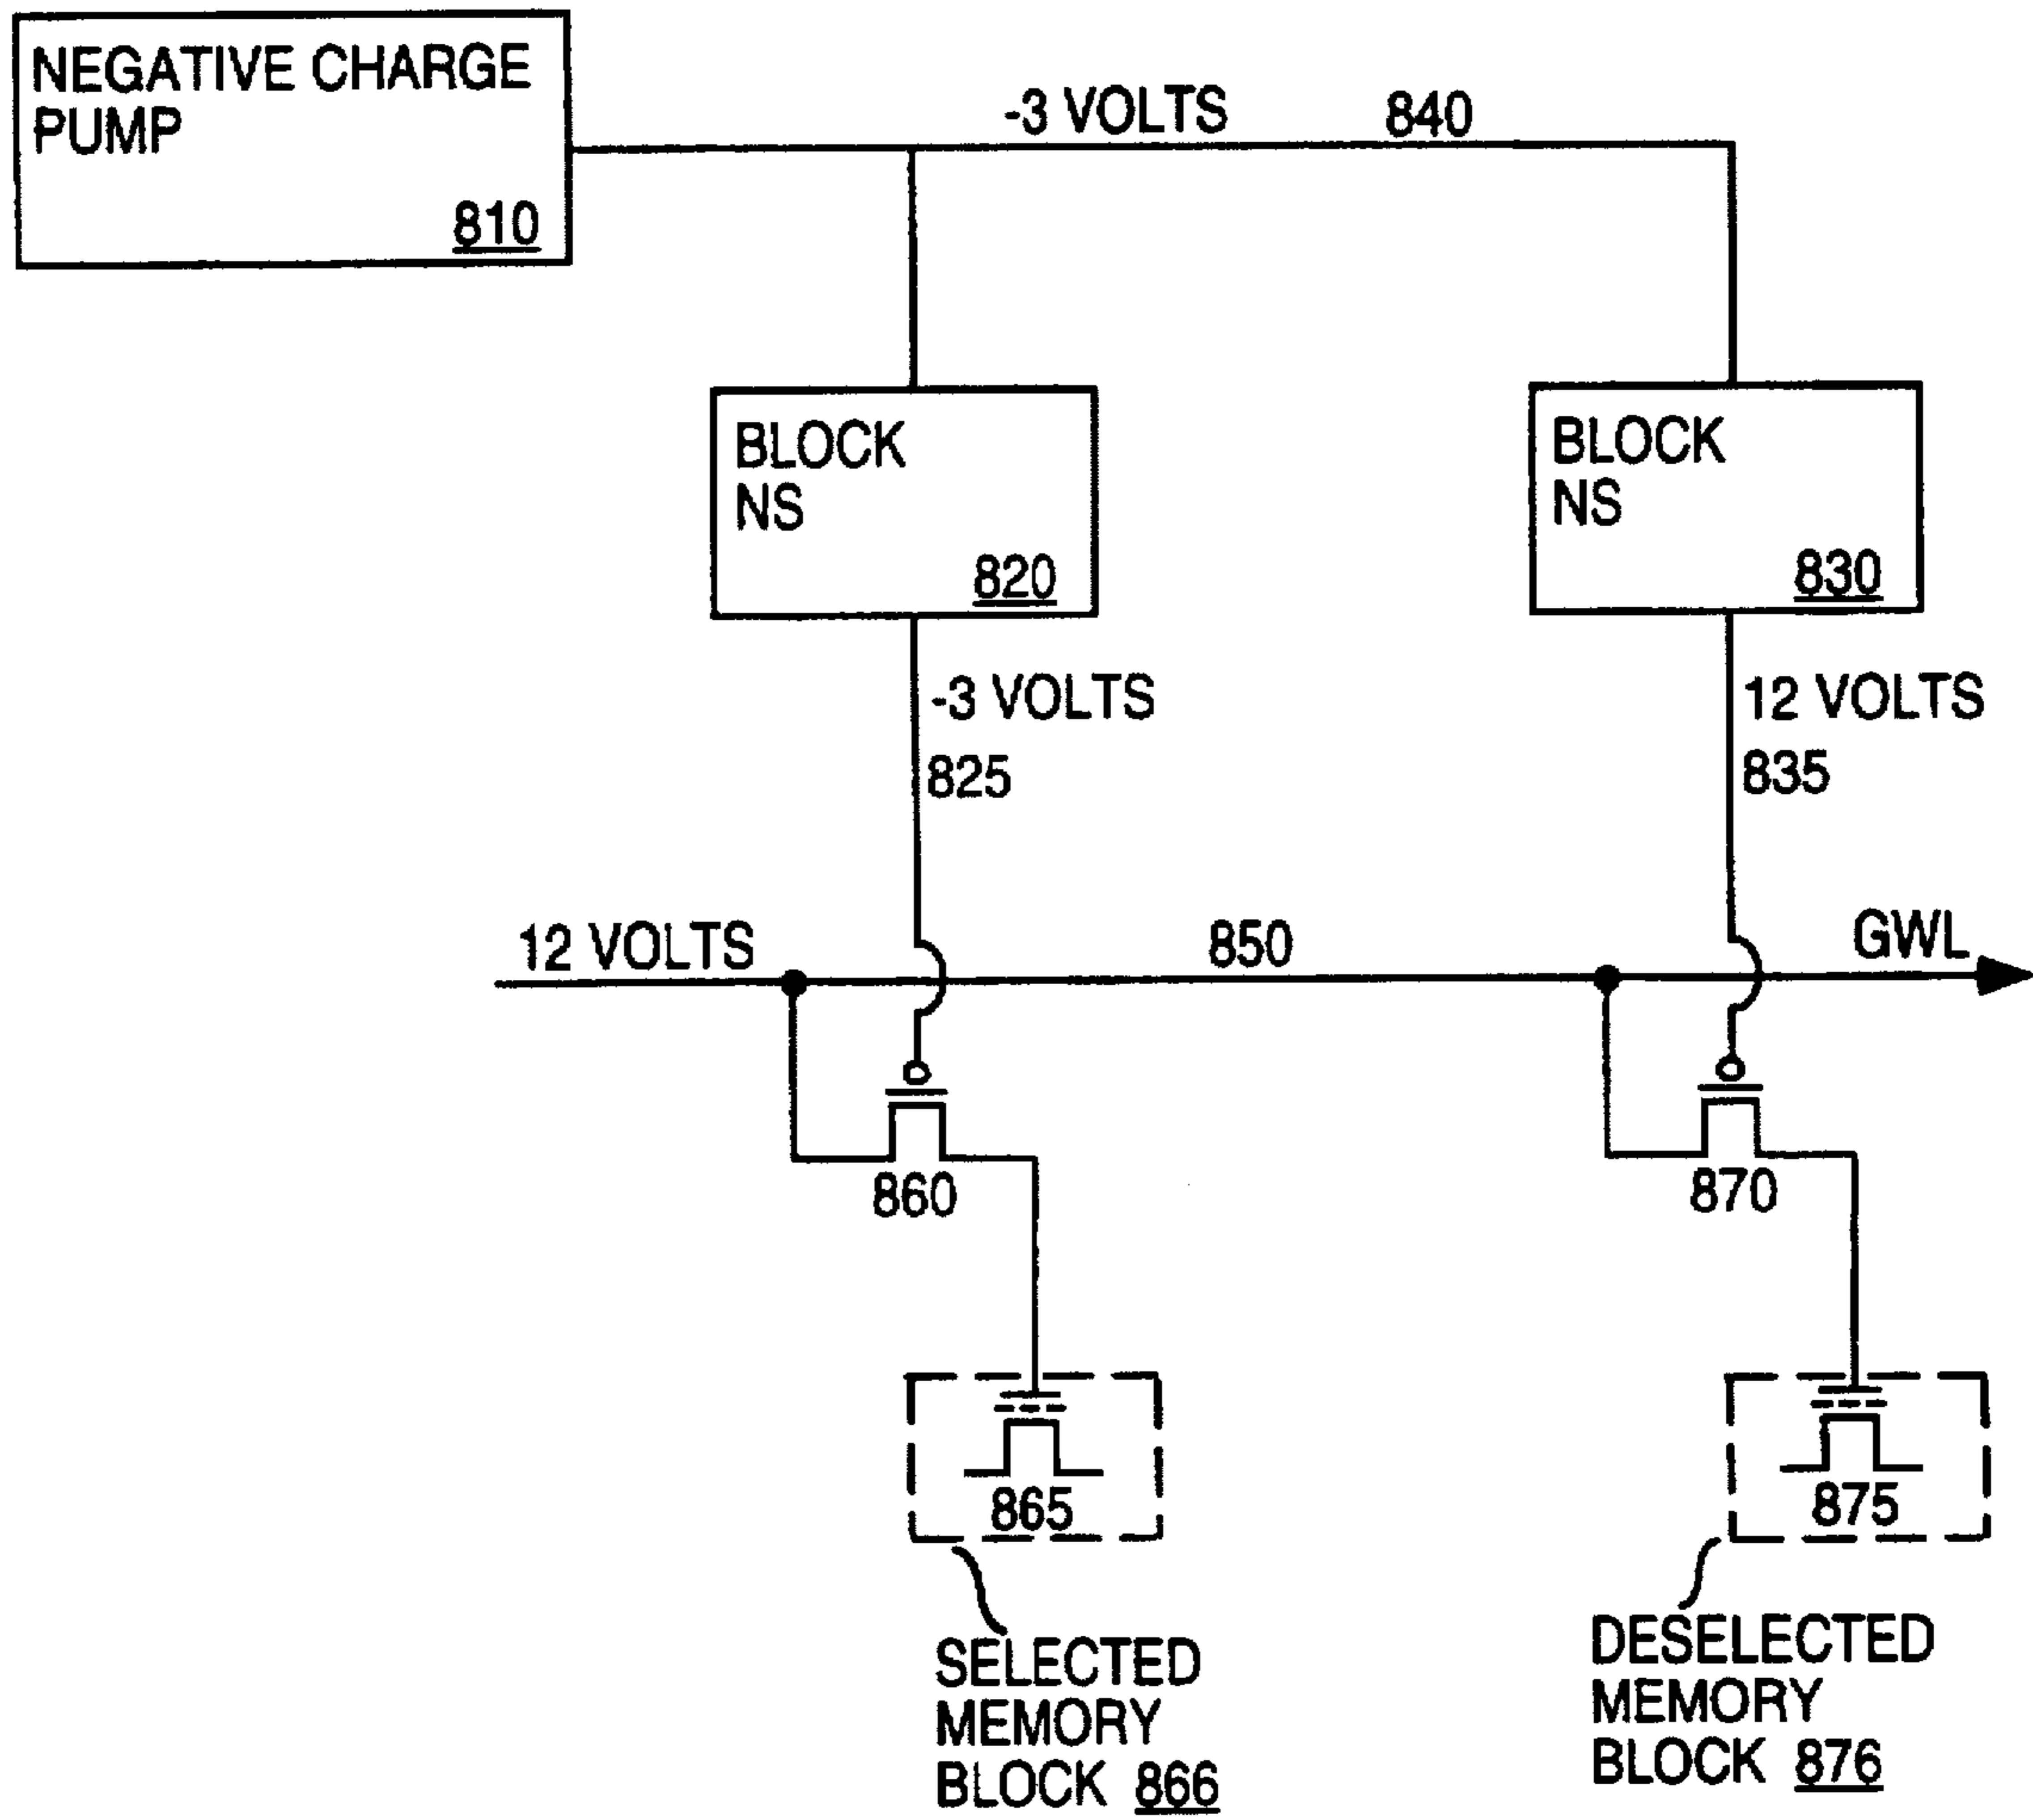 NEGATIVE CHARGE
PUMP
810
-3 VOLTS
840
BLOCK
NS
820
BLOCK
NS
830
-3 VOLTS
825
12 VOLTS
835
12 VOLTS
850
GWL
860
870
865
875
SELECTED
MEMORY
BLOCK 866
DESELECTED
MEMORY
BLOCK 876